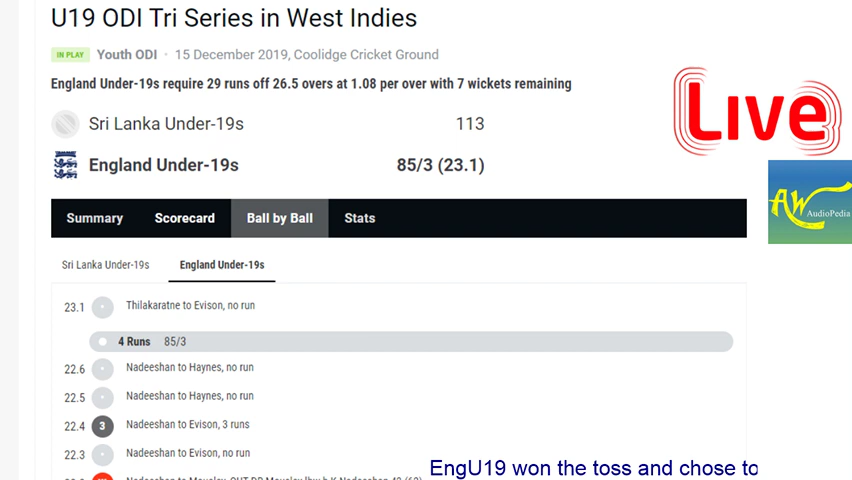 U19 ODI Tri Series in West Indies
IN PLAY Youth ODI · 15 December 2019, Coolidge Cricket Ground
England Under-19s require 29 runs off 26.5 overs at 1.08 per over with 7 wickets remaining
Sri Lanka Under-19s 113
England Under-19s 85/3 (23.1)
LIVE
AW AudioPedia
Summary Scorecard Ball by Ball Stats
Sri Lanka Under-19s England Under-19s
23.1 Thilakaratne to Evison, no run
4 Runs 85/3
22.6 Nadeeshan to Haynes, no run
22.5 Nadeeshan to Haynes, no run
22.4 3 Nadeeshan to Evison, 3 runs
22.3 Nadeeshan to Evison, no run
Nadeeshan to Mousley, OUT
EngU19 won the toss and chose to